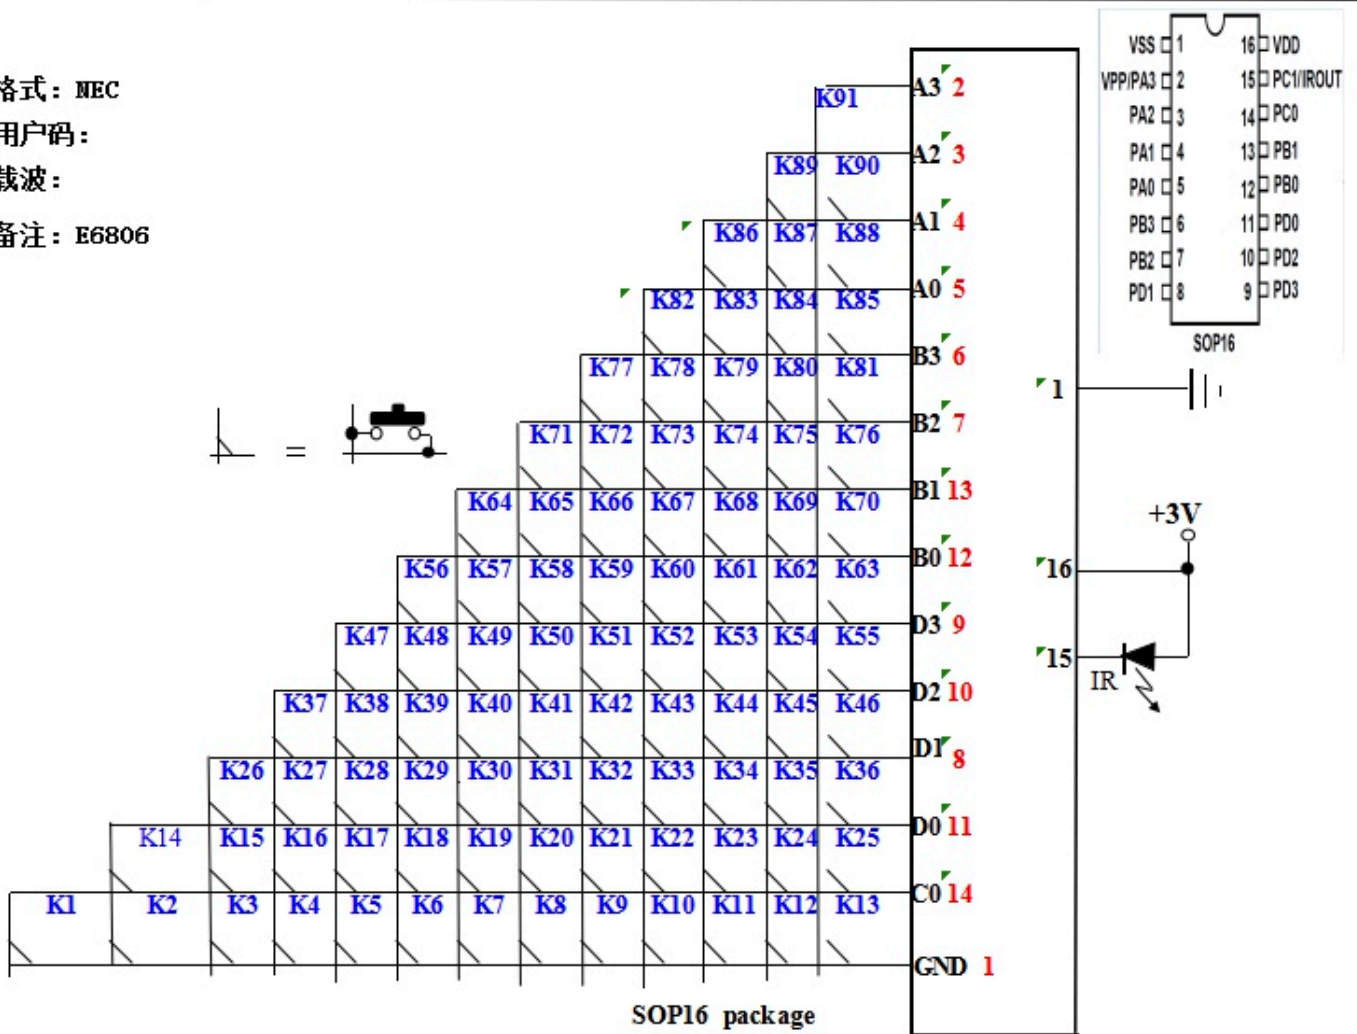 格式: NEC
用户码:
载波:
备注: E6806
VSS 1 16 VDD
VPP/PA3 2 15 PC1/IROUT
PA2 3 14 PC0
PA1 4 13 PB1
PA0 5 12 PB0
PB3 6 11 PD0
PB2 7 10 PD2
PD1 8 9 PD3
SOP16
A3 2
K91
A2 3
K89 K90
A1 4
K86 K87 K88
A0 5
K82 K83 K84 K85
B3 6
K77 K78 K79 K80 K81
B2 7
K71 K72 K73 K74 K75 K76
B1 13
K64 K65 K66 K67 K68 K69 K70
B0 12
K56 K57 K58 K59 K60 K61 K62 K63
D3 9
K47 K48 K49 K50 K51 K52 K53 K54 K55
D2 10
K37 K38 K39 K40 K41 K42 K43 K44 K45 K46
D1 8
K26 K27 K28 K29 K30 K31 K32 K33 K34 K35 K36
D0 11
K14 K15 K16 K17 K18 K19 K20 K21 K22 K23 K24 K25
C0 14
K1 K2 K3 K4 K5 K6 K7 K8 K9 K10 K11 K12 K13
GND 1
1
+3V
16
15
IR
=
SOP16 package